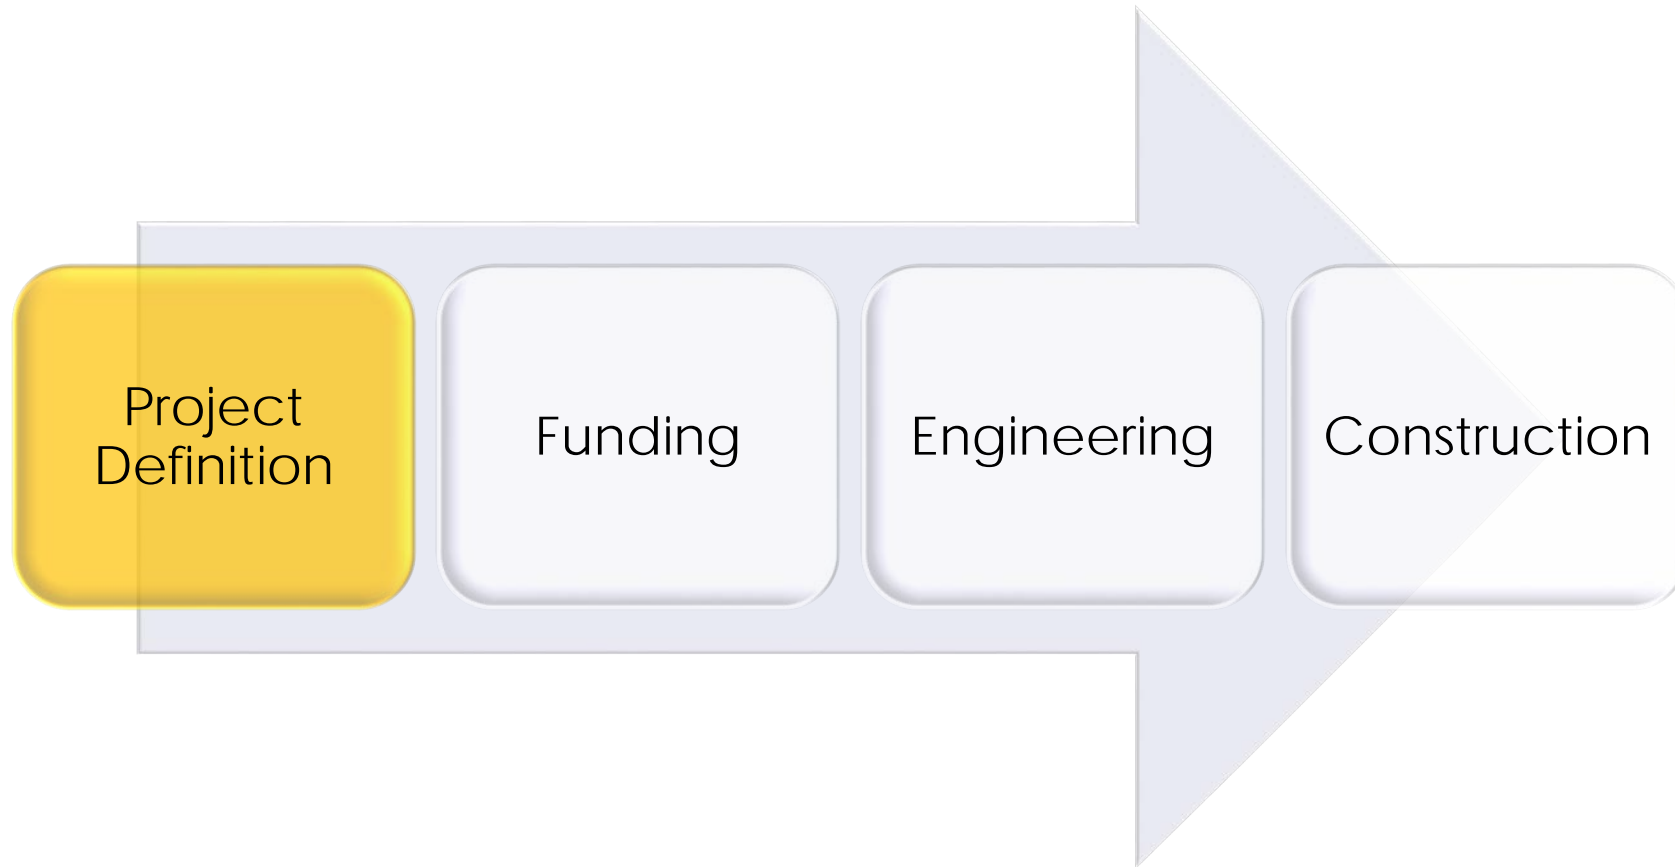 Project
Definition
Funding
Engineering
Construction